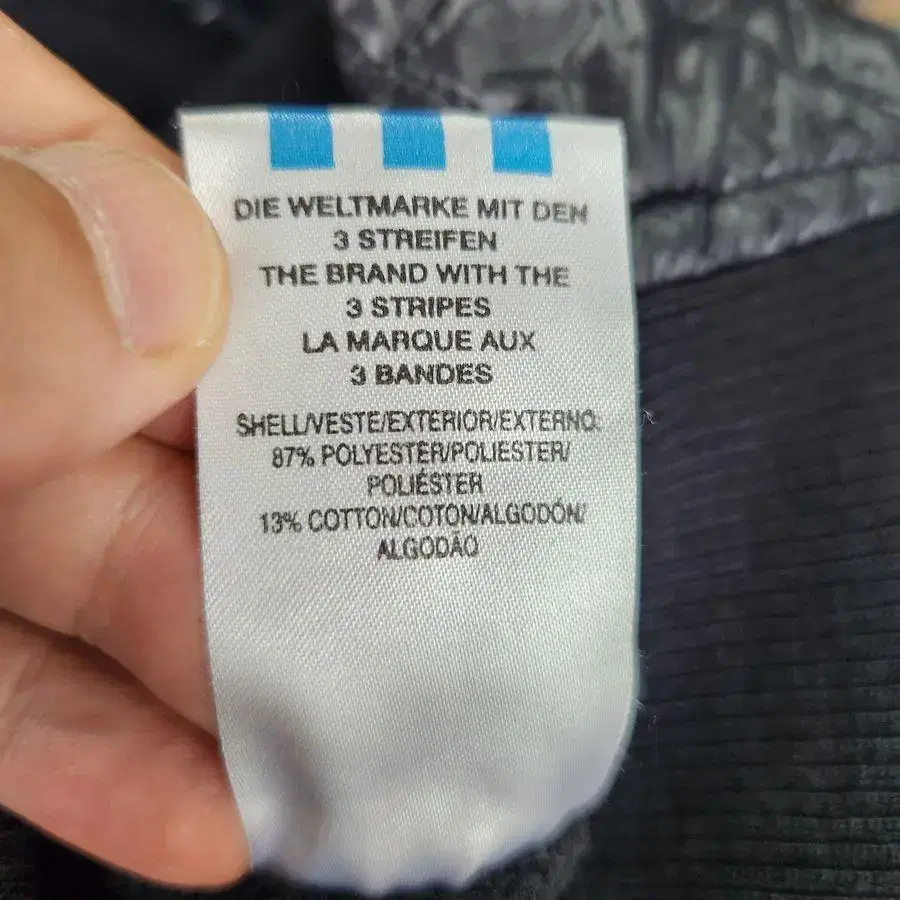 DIE WELTMARKE MIT DEN
3 STREIFEN
THE BRAND WITH THE
3 STRIPES
LA MARQUE AUX
3 BANDES
SHELL/VESTE/EXTERIOR/EXTERNO:
87% POLYESTER/POLIESTER/
POLIÉSTER
13% COTTON/COTON/ALGODÓN/
ALGODÃO